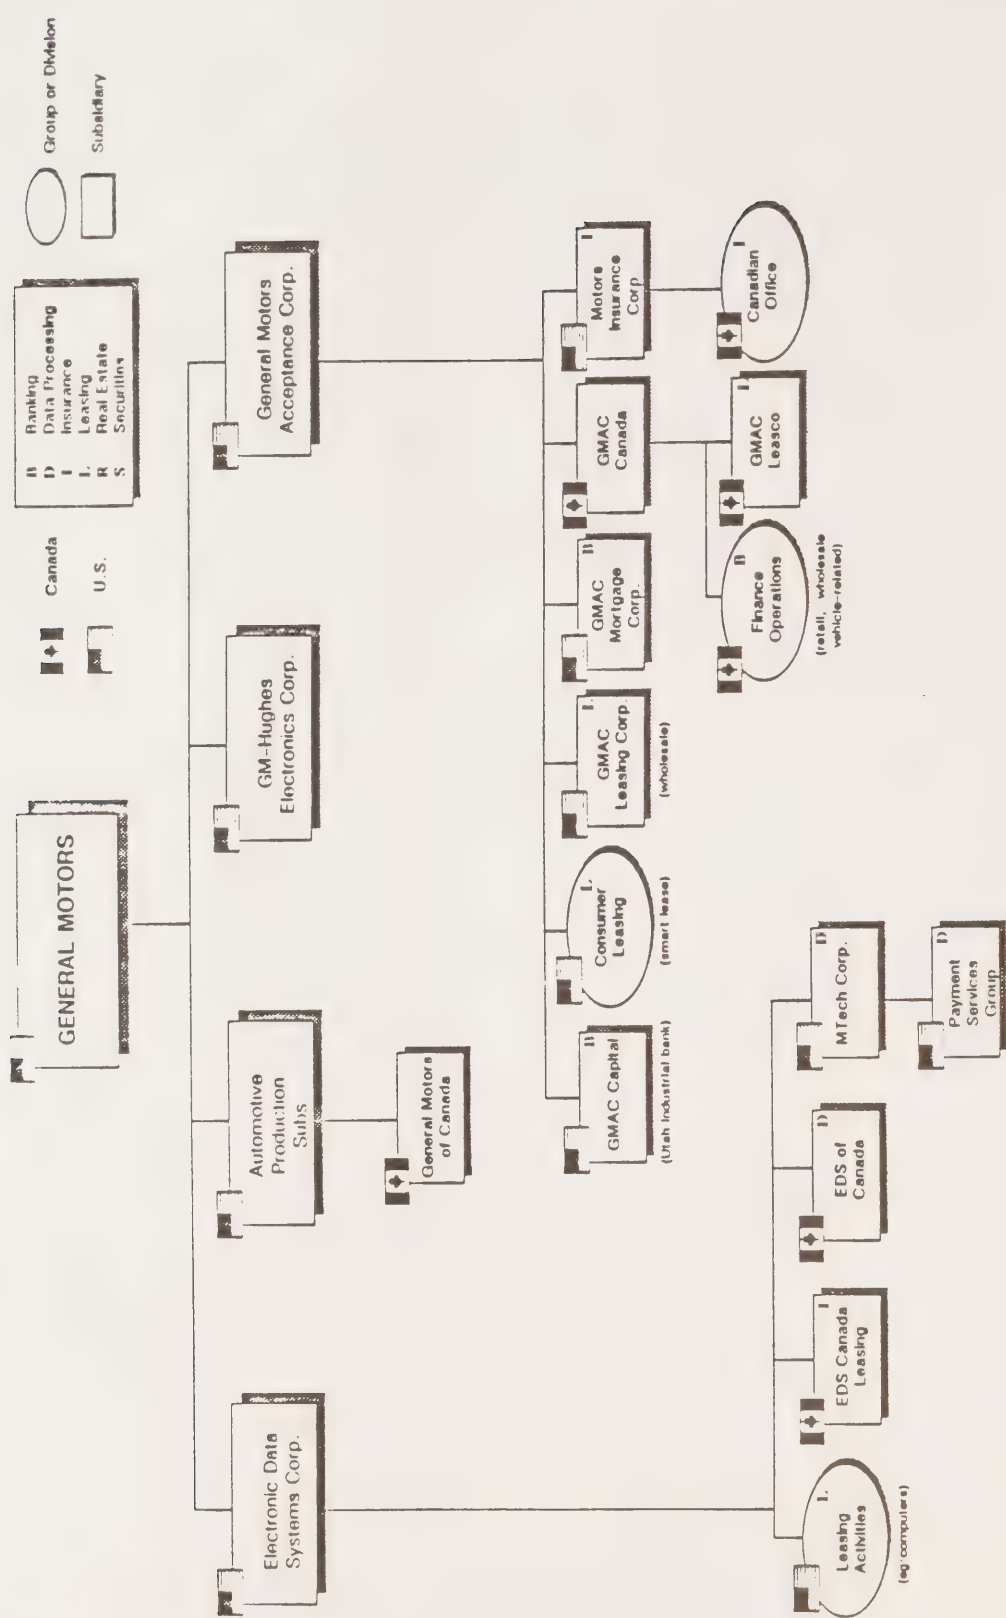 GENERAL MOTORS
Canada
U.S.
B Banking
D Data Processing
I Insurance
L Leasing
R Real Estate
S Securities
Group or Division
Subsidiary
Electronic Data
Systems Corp.
Automotive
Production
Subs
GM-Hughes
Electronics Corp.
General Motors
Acceptance Corp.
General Motors
of Canada
B
GMAC Capital
(Utah Industrial bank)
L
Consumer
Leasing
(smart lease)
L
GMAC
Leasing Corp.
(wholesale)
B
GMAC
Mortgage
Corp.
GMAC
Canada
I
Motors
Insurance
Corp
B
Finance
Operations
(retail, wholesale
vehicle-related)
L
GMAC
Leasco
I
Canadian
Office
L
Leasing
Activities
(eg:computers)
EDS Canada
Leasing
D
EDS of
Canada
D
MTech Corp.
D
Payment
Services
Group